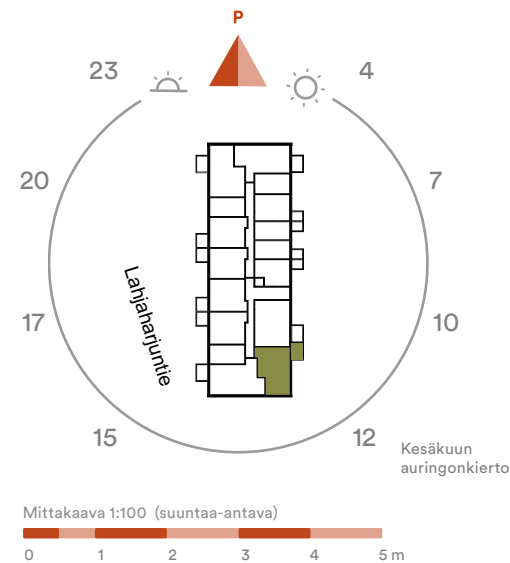 P
23
4
20
7
Lahjaharjuntie
17
10
15
12
Kesäkuun
auringonkierto
Mittakaava 1:100 (suuntaa-antava)
0 1 2 3 4 5 m